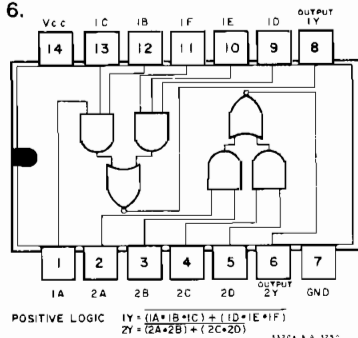 6.
Vcc 1C 1B 1F 1E 1D OUTPUT 1Y
14 13 12 11 10 9 8
1 2 3 4 5 6 7
1A 2A 2B 2C 2D OUTPUT 2Y GND
POSITIVE LOGIC 1Y = (1A•1B•1C) + (1D•1E•1F)
2Y = (2A•2B) + (2C•2D)